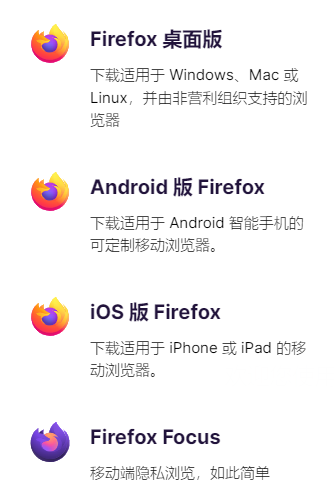 Firefox 桌面版
下载适用于 Windows、Mac 或
Linux，并由非营利组织支持的浏
览器
Android 版 Firefox
下载适用于 Android 智能手机的
可定制移动浏览器。
iOS 版 Firefox
下载适用于 iPhone 或 iPad 的移
动浏览器。
Firefox Focus
移动端隐私浏览，如此简单